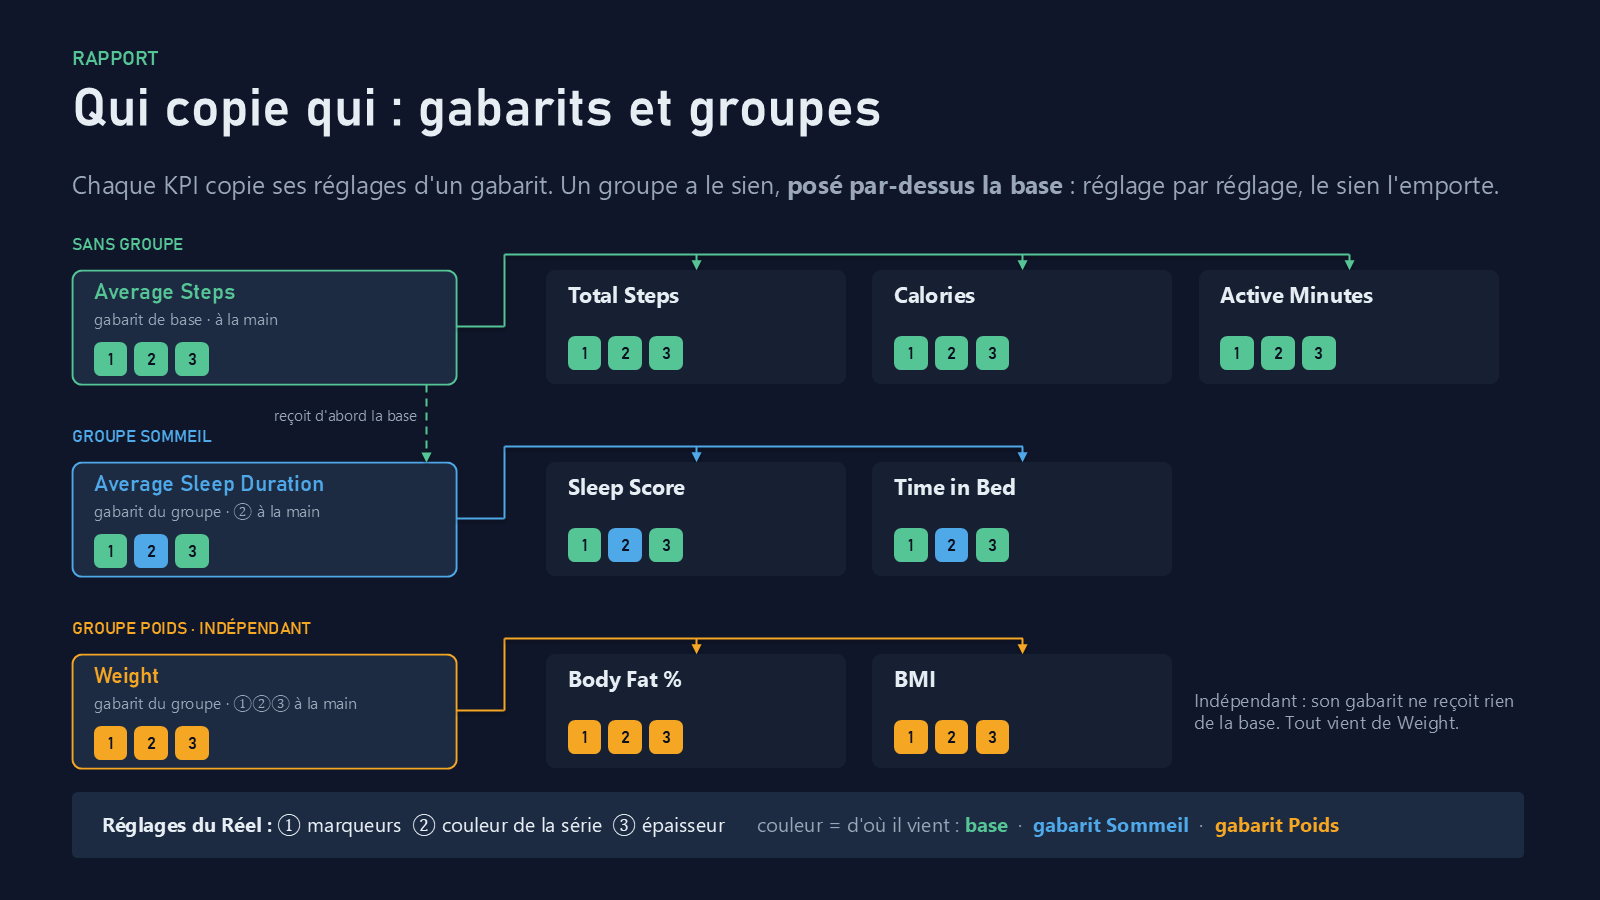 RAPPORT
Qui copie qui : gabarits et groupes
Chaque KPI copie ses réglages d'un gabarit. Un groupe a le sien, posé par-dessus la base : réglage par réglage, le sien l'emporte.
SANS GROUPE
Average Steps
gabarit de base · à la main
1 2 3
Total Steps
1 2 3
Calories
1 2 3
Active Minutes
1 2 3
reçoit d'abord la base
GROUPE SOMMEIL
Average Sleep Duration
gabarit du groupe · ② à la main
1 2 3
Sleep Score
1 2 3
Time in Bed
1 2 3
GROUPE POIDS · INDÉPENDANT
Weight
gabarit du groupe · ①②③ à la main
1 2 3
Body Fat %
1 2 3
BMI
1 2 3
Indépendant : son gabarit ne reçoit rien
de la base. Tout vient de Weight.
Réglages du Réel : ① marqueurs ② couleur de la série ③ épaisseur couleur = d'où il vient : base · gabarit Sommeil · gabarit Poids